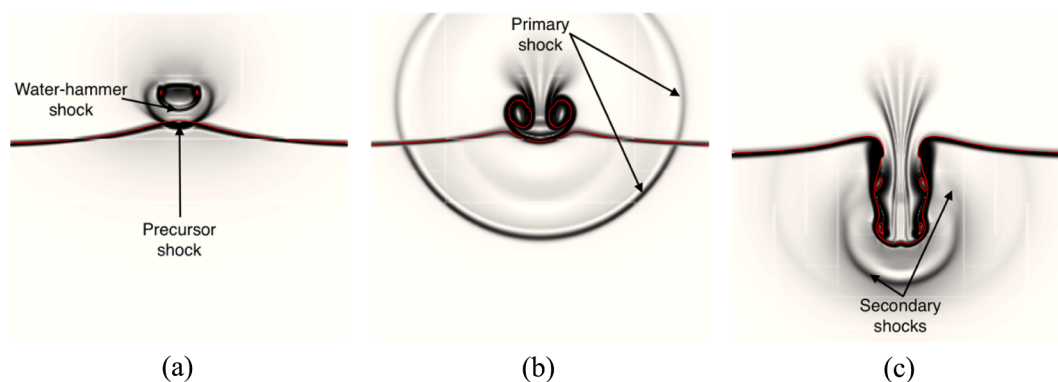 Water-hammer
shock
Precursor
shock
(a)
Primary
shock
(b)
Secondary
shocks
(c)